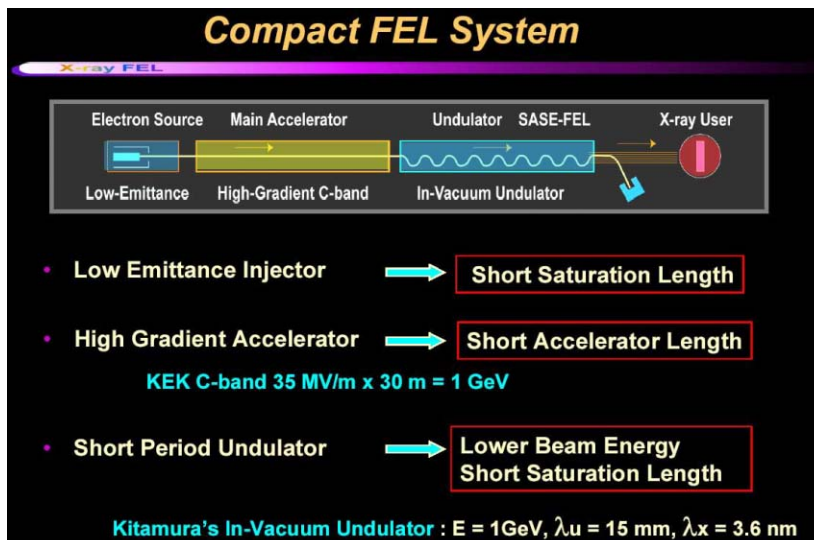 Compact FEL System
X-ray FEL
Electron Source Main Accelerator Undulator SASE-FEL X-ray User
Low-Emittance High-Gradient C-band In-Vacuum Undulator
• Low Emittance Injector Short Saturation Length
• High Gradient Accelerator Short Accelerator Length
KEK C-band 35 MV/m x 30 m = 1 GeV
• Short Period Undulator Lower Beam Energy
Short Saturation Length
Kitamura's In-Vacuum Undulator : E = 1GeV, λu = 15 mm, λx = 3.6 nm